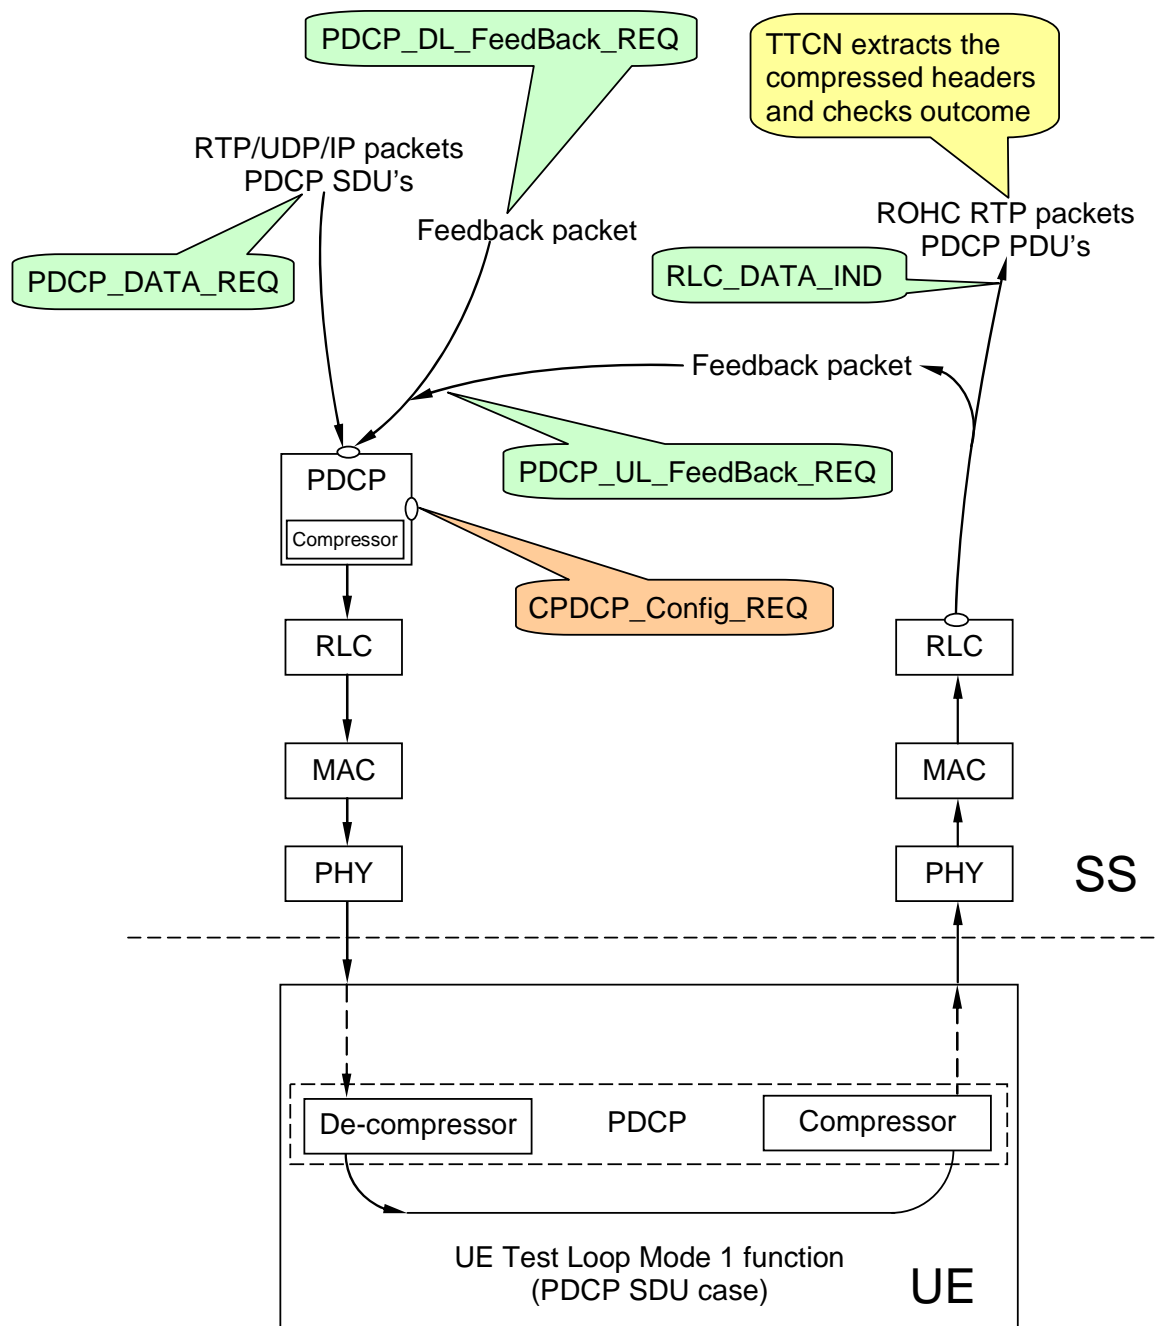 PDCP_DL_FeedBack_REQ
TTCN extracts the
compressed headers
and checks outcome
RTP/UDP/IP packets
PDCP SDU's
Feedback packet
ROHC RTP packets
PDCP PDU's
PDCP_DATA_REQ
RLC_DATA_IND
Feedback packet
PDCP
PDCP_UL_FeedBack_REQ
Compressor
CPDCP_Config_REQ
RLC
RLC
MAC
MAC
PHY
PHY
SS
De-compressor
PDCP
Compressor
UE Test Loop Mode 1 function
(PDCP SDU case)
UE